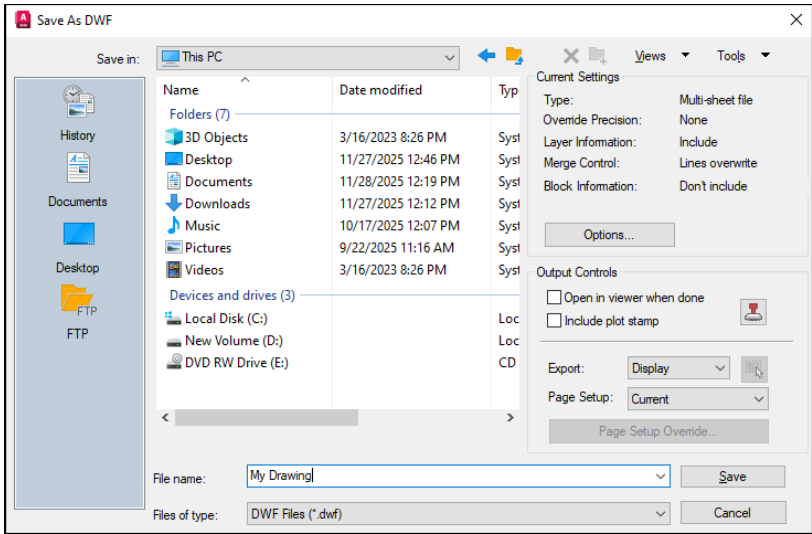 Save As DWF
Save in: This PC Views Tools
History
Documents
Desktop
FTP
FTP
Name Date modified Typ
Folders (7)
3D Objects 3/16/2023 8:26 PM Syst
Desktop 11/27/2025 12:46 PM Syst
Documents 11/28/2025 12:19 PM Syst
Downloads 11/27/2025 12:12 PM Syst
Music 10/17/2025 12:07 PM Syst
Pictures 9/22/2025 11:16 AM Syst
Videos 3/16/2023 8:26 PM Syst
Devices and drives (3)
Local Disk (C:) Loc
New Volume (D:) Loc
DVD RW Drive (E:) CD
Current Settings
Type: Multi-sheet file
Override Precision: None
Layer Information: Include
Merge Control: Lines overwrite
Block Information: Don't include
Options...
Output Controls
Open in viewer when done
Include plot stamp
Export: Display
Page Setup: Current
Page Setup Override...
File name: My Drawing Save
Files of type: DWF Files (*.dwf) Cancel